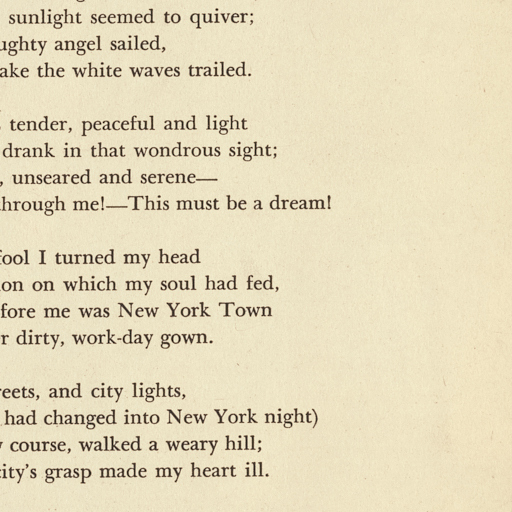 sunlight seemed to quiver;
ughty angel sailed,
ake the white waves trailed.
tender, peaceful and light
drank in that wondrous sight;
, unseared and serene—
through me!—This must be a dream!
fool I turned my head
on on which my soul had fed,
fore me was New York Town
r dirty, work-day gown.
reets, and city lights,
had changed into New York night)
course, walked a weary hill;
city's grasp made my heart ill.